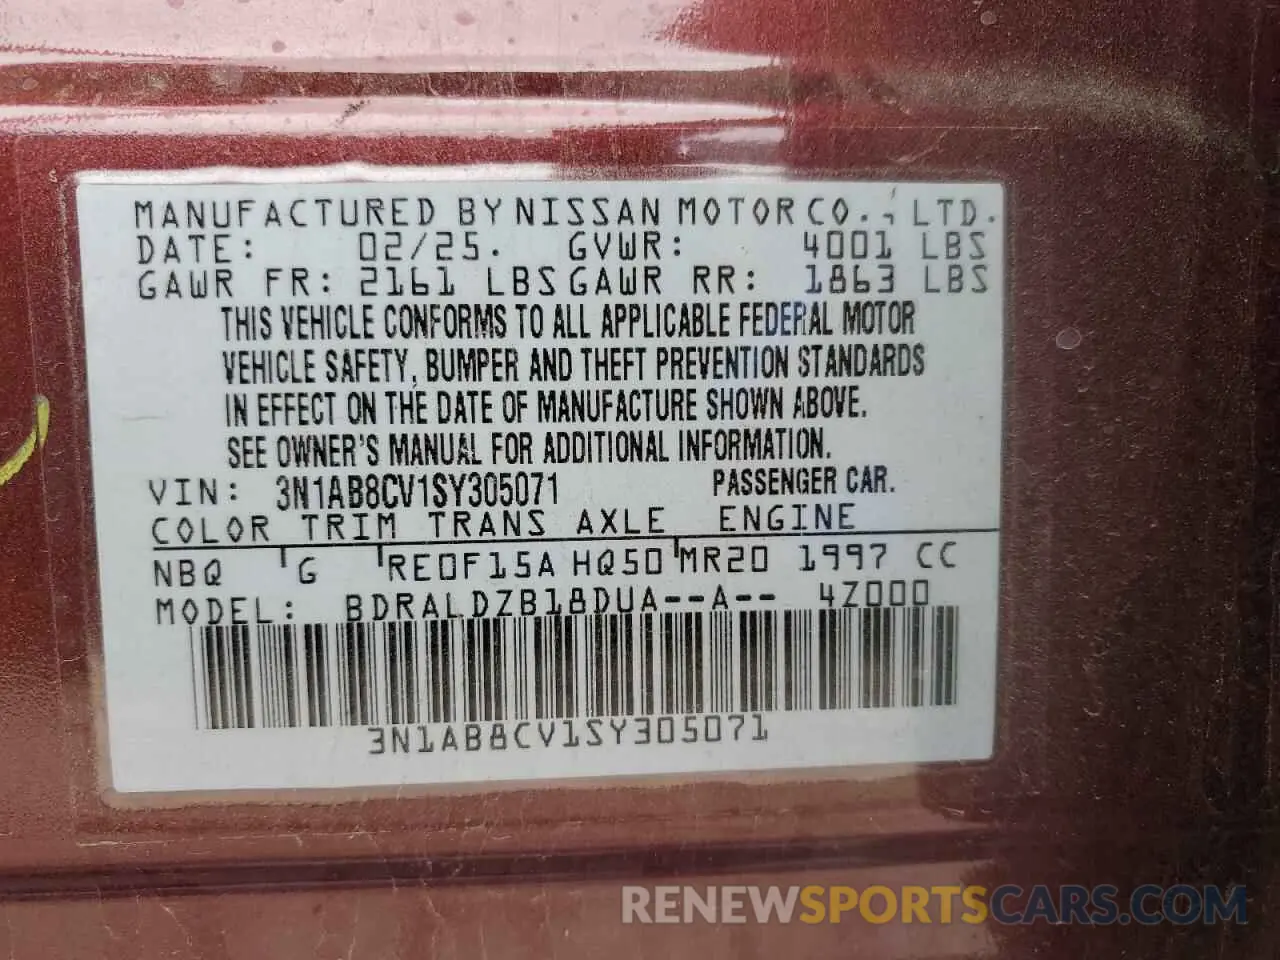 MANUFACTURED BY NISSAN MOTOR CO., LTD.
DATE: 02/25. GVWR: 4001 LBS
GAWR FR: 2161 LBS GAWR RR: 1863 LBS
THIS VEHICLE CONFORMS TO ALL APPLICABLE FEDERAL MOTOR
VEHICLE SAFETY, BUMPER AND THEFT PREVENTION STANDARDS
IN EFFECT ON THE DATE OF MANUFACTURE SHOWN ABOVE.
SEE OWNER'S MANUAL FOR ADDITIONAL INFORMATION.
VIN: 3N1AB8CV1SY305071 PASSENGER CAR.
COLOR TRIM TRANS AXLE ENGINE
NBQ G RE0F15A HQ50 MR20 1997 CC
MODEL: BDRALDZB18DUA--A-- 4Z000
3N1AB8CV1SY305071
RENEWSPORTSCARS.COM